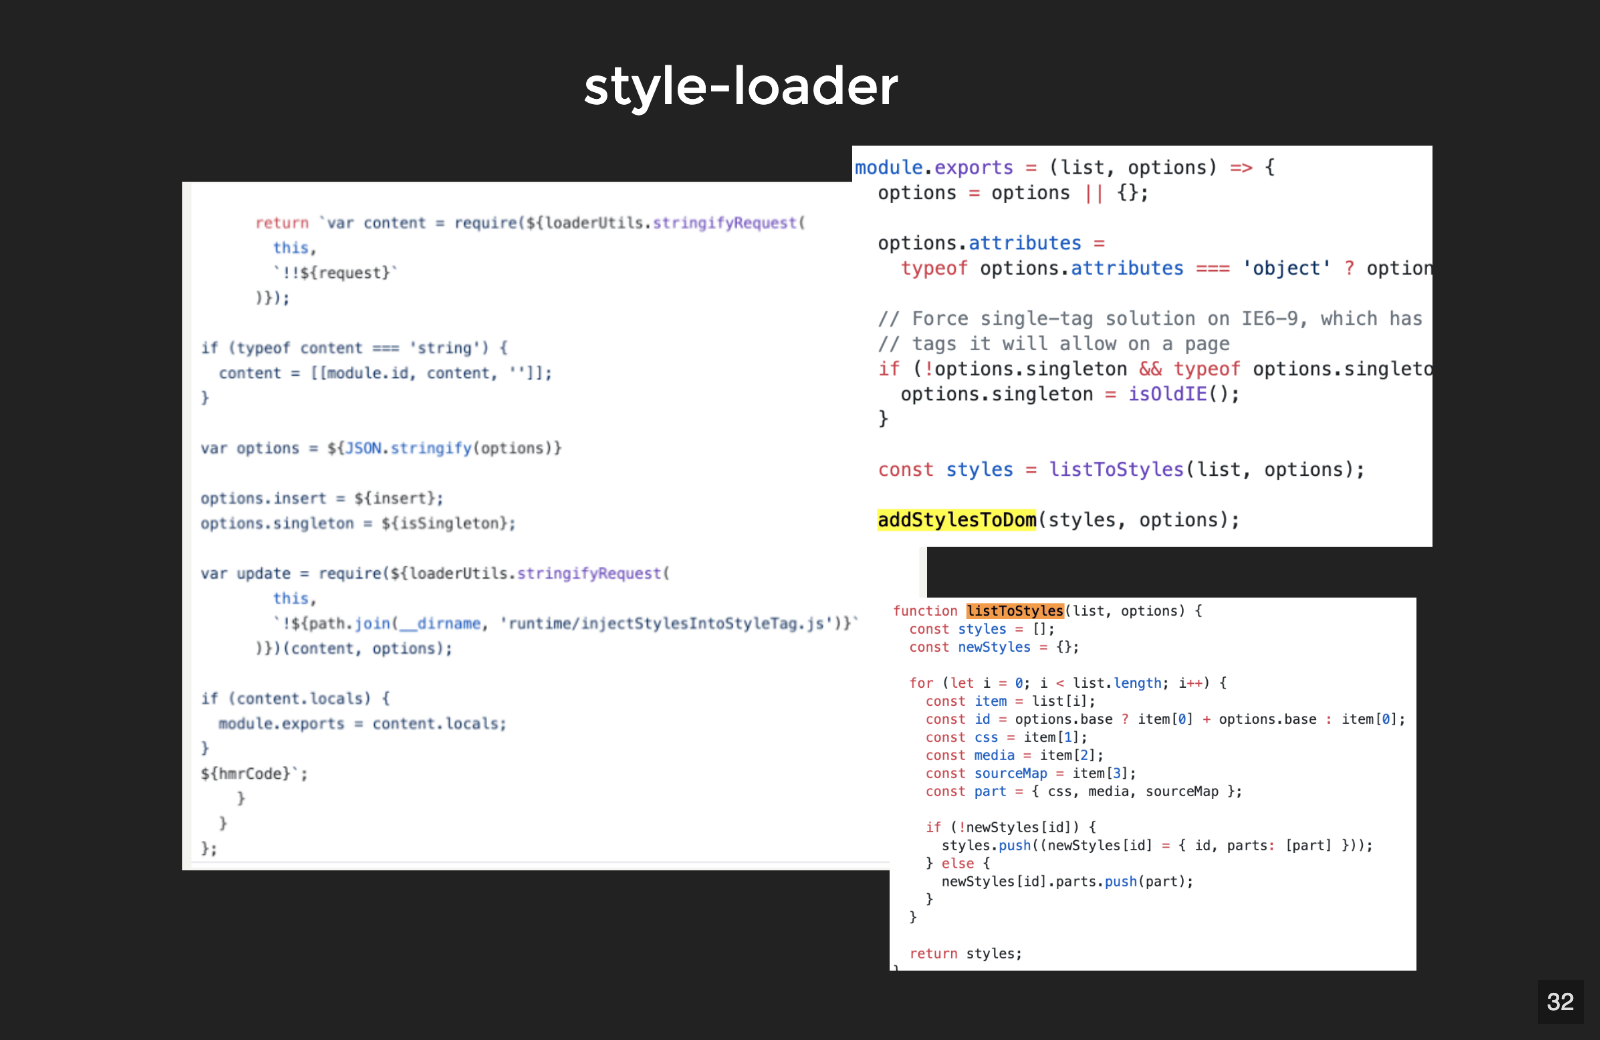 style-loader
return `var content = require(${loaderUtils.stringifyRequest(
this,
`!!${request}`
)});
if (typeof content === 'string') {
content = [[module.id, content, '']];
}
var options = ${JSON.stringify(options)}
options.insert = ${insert};
options.singleton = ${isSingleton};
var update = require(${loaderUtils.stringifyRequest(
this,
`!${path.join(__dirname, 'runtime/injectStylesIntoStyleTag.js')}`
)})(content, options);
if (content.locals) {
module.exports = content.locals;
}
${hmrCode}`;
}
}
};
module.exports = (list, options) => {
options = options || {};
options.attributes =
typeof options.attributes === 'object' ? option
// Force single-tag solution on IE6-9, which has
// tags it will allow on a page
if (!options.singleton && typeof options.singleto
options.singleton = isOldIE();
}
const styles = listToStyles(list, options);
addStylesToDom(styles, options);
function listToStyles(list, options) {
const styles = [];
const newStyles = {};
for (let i = 0; i < list.length; i++) {
const item = list[i];
const id = options.base ? item[0] + options.base : item[0];
const css = item[1];
const media = item[2];
const sourceMap = item[3];
const part = { css, media, sourceMap };
if (!newStyles[id]) {
styles.push((newStyles[id] = { id, parts: [part] }));
} else {
newStyles[id].parts.push(part);
}
}
return styles;
}
32